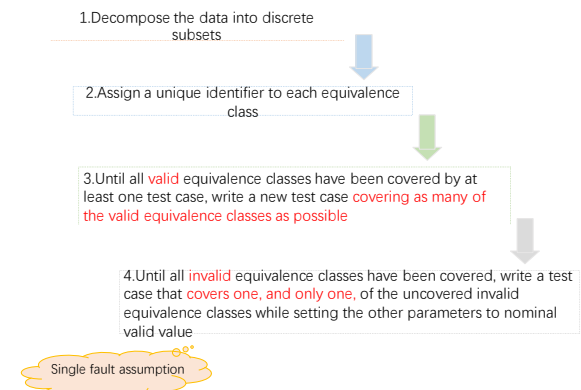 1.Decompose the data into discrete
subsets
2.Assign a unique identifier to each equivalence
class
3.Until all valid equivalence classes have been covered by at
least one test case, write a new test case covering as many of
the valid equivalence classes as possible
4.Until all invalid equivalence classes have been covered, write a test
case that covers one, and only one, of the uncovered invalid
equivalence classes while setting the other parameters to nominal
valid value
Single fault assumption